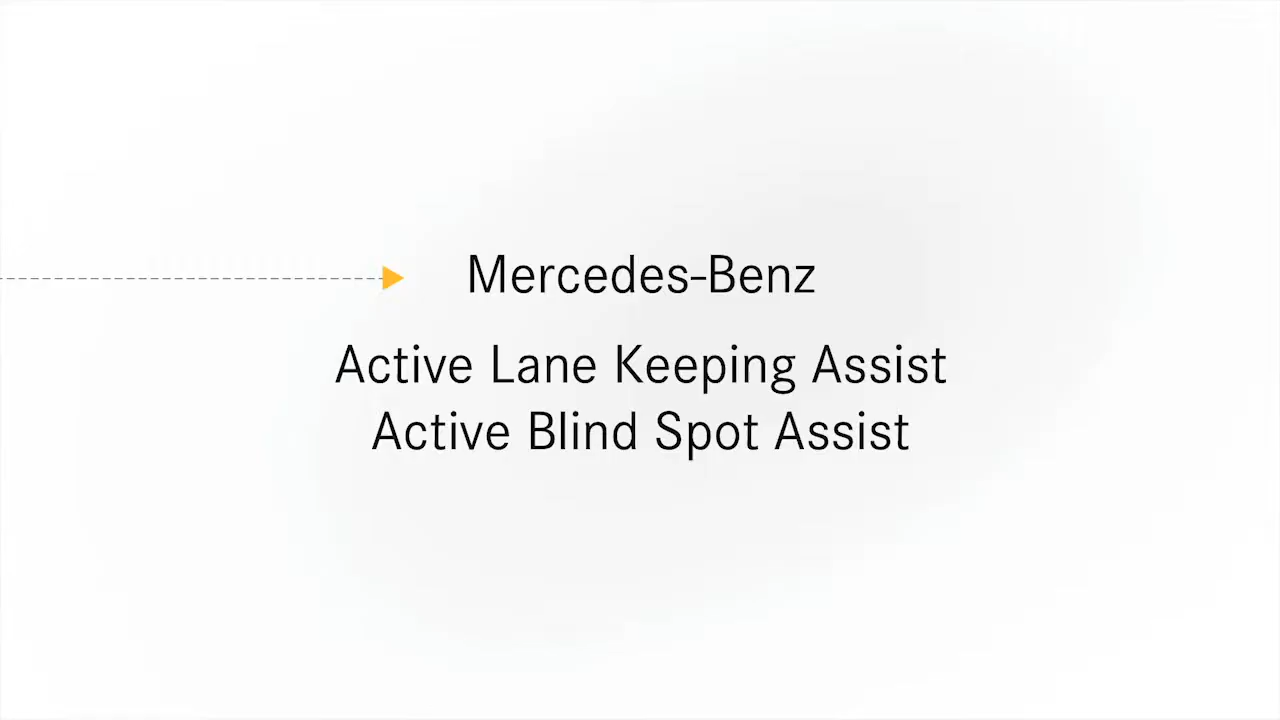 Mercedes-Benz
Active Lane Keeping Assist
Active Blind Spot Assist